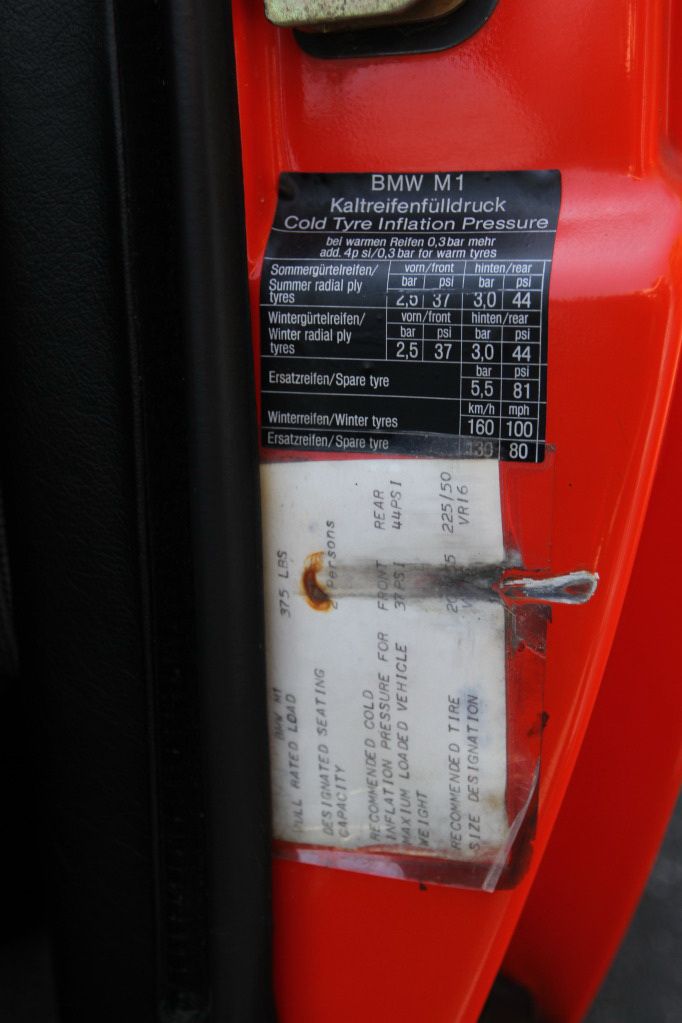 BMW M1
Kaltreifenfülldruck
Cold Tyre Inflation Pressure
bei warmen Reifen 0,3 bar mehr
add. 4p si/0,3 bar for warm tyres
Sommergürtelreifen/ vorn/front hinten/rear
Summer radial ply bar psi bar psi
tyres 37 3,0 44
Wintergürtelreifen/ vorn/front hinten/rear
Winter radial ply bar psi bar psi
tyres 2,5 37 3,0 44
bar psi
Ersatzreifen/Spare tyre 5,5 81
km/h mph
Winterreifen/Winter tyres 160 100
Ersatzreifen/Spare tyre 130 80
BMW M1
RATED LOAD 375 LBS
DESIGNATED SEATING
CAPACITY
RECOMMENDED COLD
INFLATION PRESSURE FOR FRONT REAR
MAXIUM LOADED VEHICLE 37 PSI 44PSI
WEIGHT
RECOMMENDED TIRE 225/50
SIZE DESIGNATION VR16